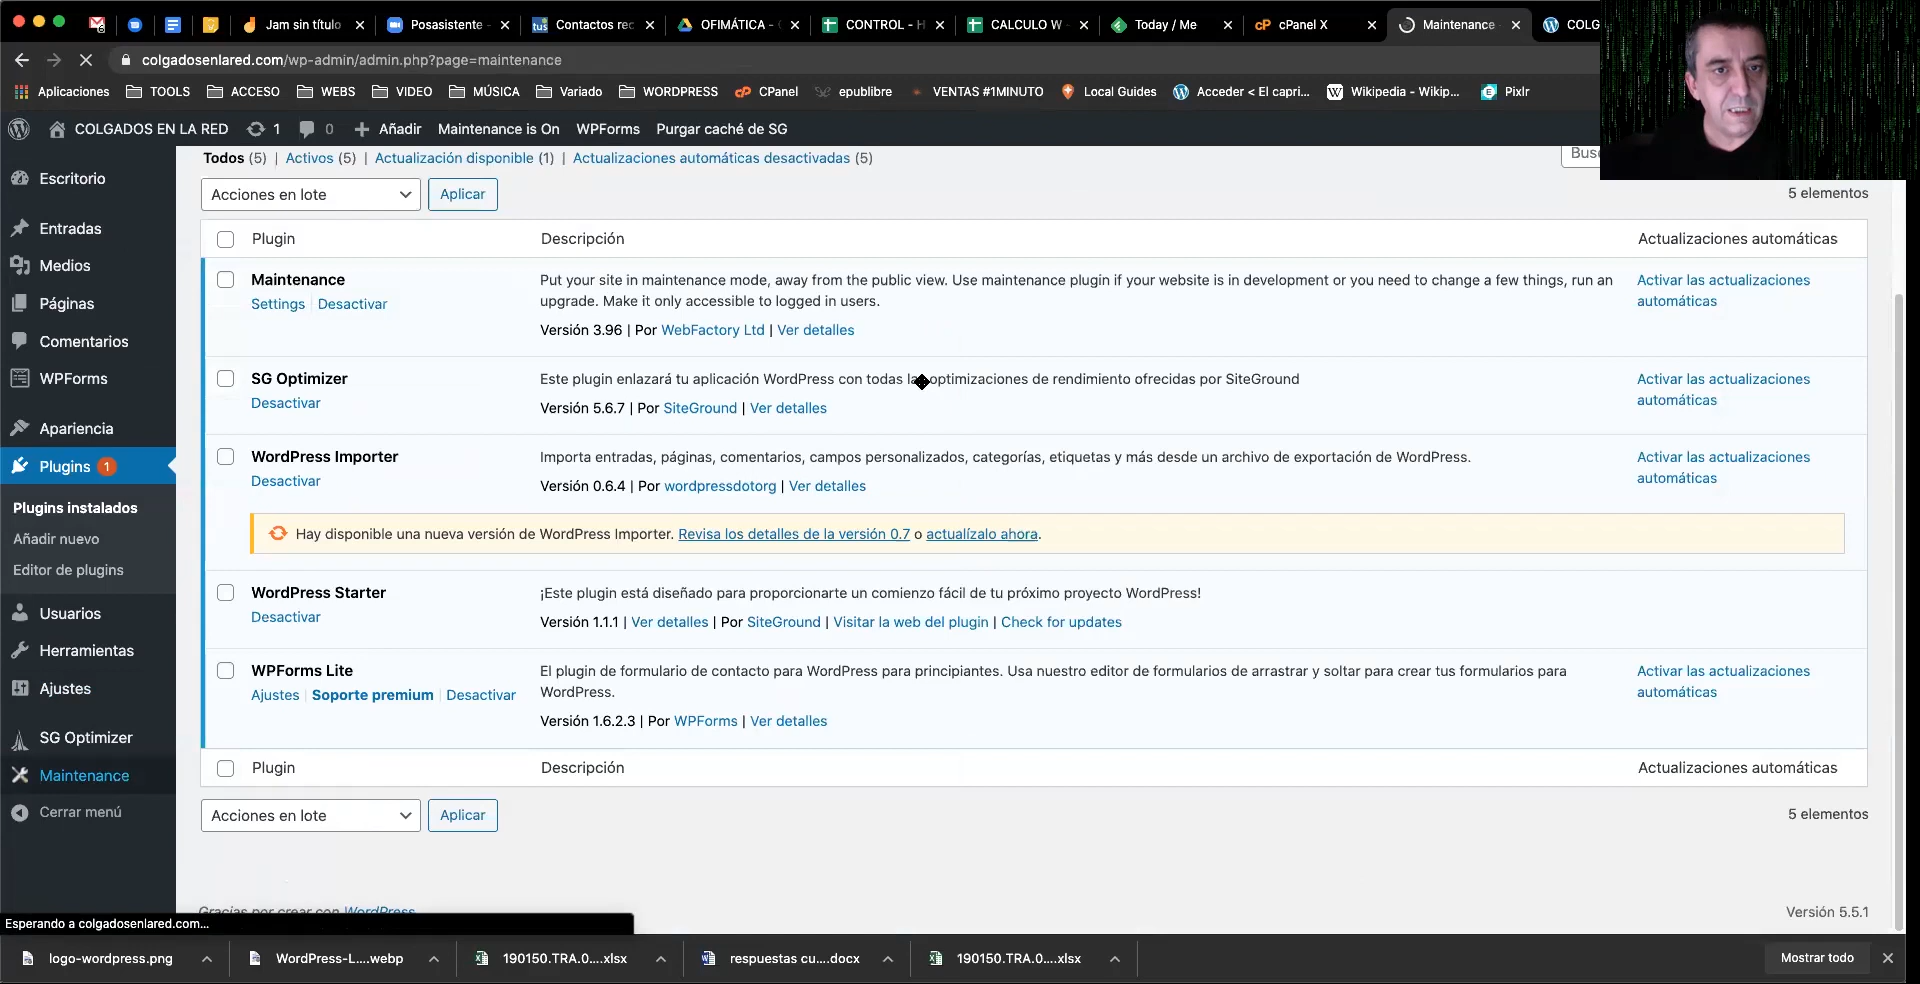 Jam sin título
Posasistente
Contactos rec
OFIMÁTICA - 
CONTROL - H
CALCULO W -
Today / Me
cPanel X
Maintenance
COLG
colgadosenlared.com/wp-admin/admin.php?page=maintenance
Aplicaciones
TOOLS
ACCESO
WEBS
VIDEO
MÚSICA
Variado
WORDPRESS
CPanel
epublibre
VENTAS #1MINUTO
Local Guides
Acceder < El capri...
Wikipedia - Wikip...
Pixlr
COLGADOS EN LA RED
1
0
Añadir
Maintenance is On
WPForms
Purgar caché de SG
Todos (5) | Activos (5) | Actualización disponible (1) | Actualizaciones automáticas desactivadas (5)
Busc
Acciones en lote
Aplicar
5 elementos
Escritorio
Entradas
Medios
Páginas
Comentarios
WPForms
Apariencia
Plugins 1
Plugins instalados
Añadir nuevo
Editor de plugins
Usuarios
Herramientas
Ajustes
SG Optimizer
Maintenance
Cerrar menú
Plugin
Descripción
Actualizaciones automáticas
Maintenance
Settings | Desactivar
Put your site in maintenance mode, away from the public view. Use maintenance plugin if your website is in development or you need to change a few things, run an
upgrade. Make it only accessible to logged in users.
Versión 3.96 | Por WebFactory Ltd | Ver detalles
Activar las actualizaciones
automáticas
SG Optimizer
Desactivar
Este plugin enlazará tu aplicación WordPress con todas las optimizaciones de rendimiento ofrecidas por SiteGround
Versión 5.6.7 | Por SiteGround | Ver detalles
Activar las actualizaciones
automáticas
WordPress Importer
Desactivar
Importa entradas, páginas, comentarios, campos personalizados, categorías, etiquetas y más desde un archivo de exportación de WordPress.
Versión 0.6.4 | Por wordpressdotorg | Ver detalles
Activar las actualizaciones
automáticas
Hay disponible una nueva versión de WordPress Importer. Revisa los detalles de la versión 0.7 o actualízalo ahora.
WordPress Starter
Desactivar
¡Este plugin está diseñado para proporcionarte un comienzo fácil de tu próximo proyecto WordPress!
Versión 1.1.1 | Ver detalles | Por SiteGround | Visitar la web del plugin | Check for updates
WPForms Lite
Ajustes | Soporte premium | Desactivar
El plugin de formulario de contacto para WordPress para principiantes. Usa nuestro editor de formularios de arrastrar y soltar para crear tus formularios para
WordPress.
Versión 1.6.2.3 | Por WPForms | Ver detalles
Activar las actualizaciones
automáticas
Plugin
Descripción
Actualizaciones automáticas
Acciones en lote
Aplicar
5 elementos
Gracias por crear con WordPress
Versión 5.5.1
Esperando a colgadosenlared.com...
logo-wordpress.png
WordPress-L....webp
190150.TRA.0....xlsx
respuestas cu....docx
190150.TRA.0....xlsx
Mostrar todo